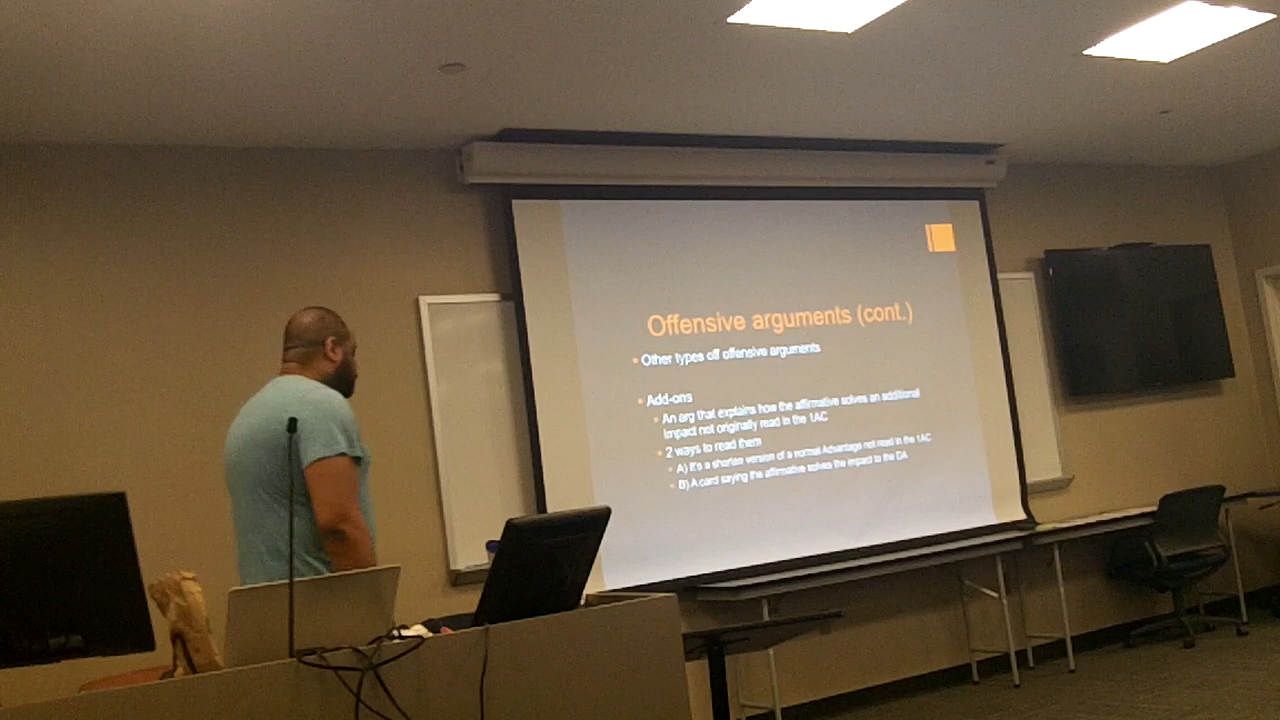 Offensive arguments (cont.)
Other types off offensive arguments
Add-ons
An arg that explains how the affirmative solves an additional
impact not originally read in the 1AC
2 ways to read them
A) It's a shorten version of a normal Advantage not read in the 1AC
B) A card saying the affirmative solves the impact to the DA